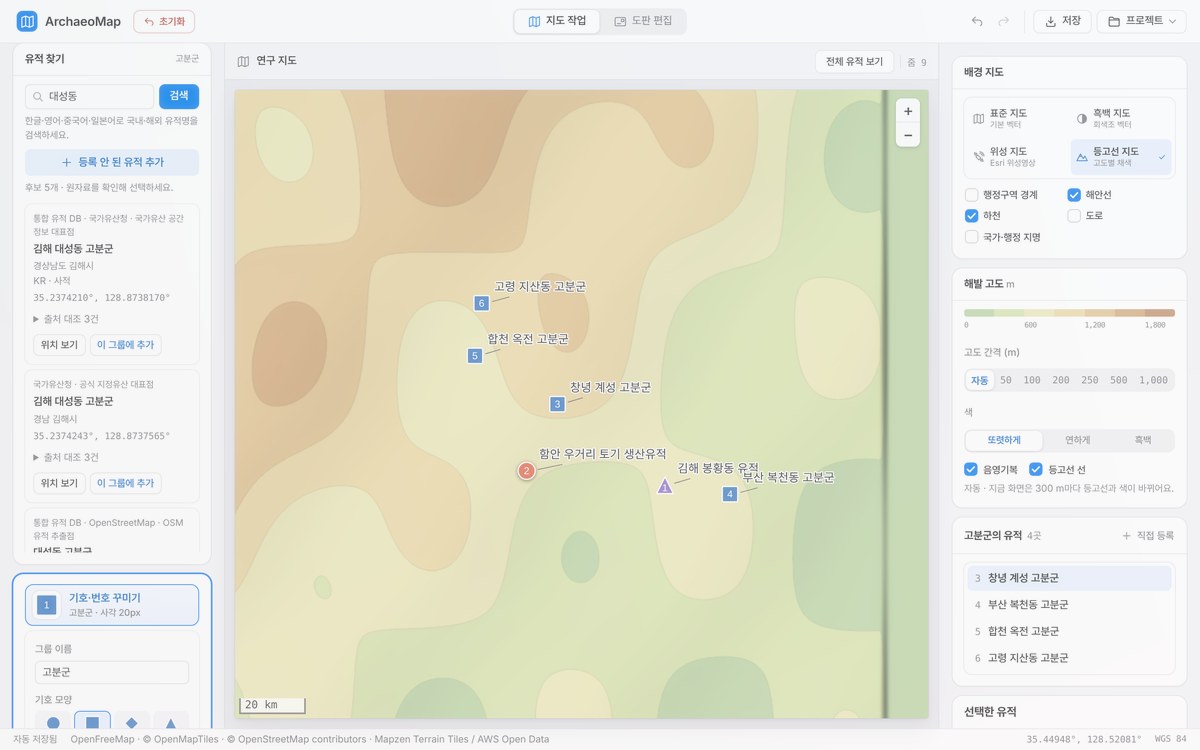 ArchaeoMap
초기화
지도 작업
도판 편집
저장
프로젝트
유적 찾기
고분군
대성동
검색
한글·영어·중국어·일본어로 국내·해외 유적명을
검색하세요.
등록 안 된 유적 추가
후보 5개 · 원자료를 확인해 선택하세요.
통합 유적 DB · 국가유산청 · 국가유산 공간
정보 대표점
김해 대성동 고분군
경상남도 김해시
KR · 사적
35.2374210°, 128.8738170°
▶ 출처 대조 3건
위치 보기
이 그룹에 추가
국가유산청 · 공식 지정유산 대표점
김해 대성동 고분군
경남 김해시
35.2374243°, 128.8737565°
▶ 출처 대조 3건
위치 보기
이 그룹에 추가
통합 유적 DB · OpenStreetMap · OSM
유적 추출점
대성동 고분군
1
기호·번호 꾸미기
고분군 · 사각 20px
그룹 이름
고분군
기호 모양
연구 지도
전체 유적 보기
줌 9
+
−
6
고령 지산동 고분군
5
합천 옥전 고분군
3
창녕 계성 고분군
2
함안 우거리 토기 생산유적
1
김해 봉황동 유적
4
부산 복천동 고분군
20 km
배경 지도
표준 지도
기본 벡터
흑백 지도
회색조 벡터
위성 지도
Esri 위성영상
등고선 지도
고도별 채색
행정구역 경계
해안선
하천
도로
국가·행정 지명
해발 고도 m
0 600 1,200 1,800
고도 간격 (m)
자동 50 100 200 250 500 1,000
색
또렷하게 연하게 흑백
음영기복 등고선 선
자동 · 지금 화면은 300 m마다 등고선과 색이 바뀌어요.
고분군의 유적 4곳
직접 등록
3 창녕 계성 고분군
4 부산 복천동 고분군
5 합천 옥전 고분군
6 고령 지산동 고분군
선택한 유적
자동 저장됨
OpenFreeMap · © OpenMapTiles · © OpenStreetMap contributors · Mapzen Terrain Tiles / AWS Open Data
35.44948°, 128.52081°
WGS 84